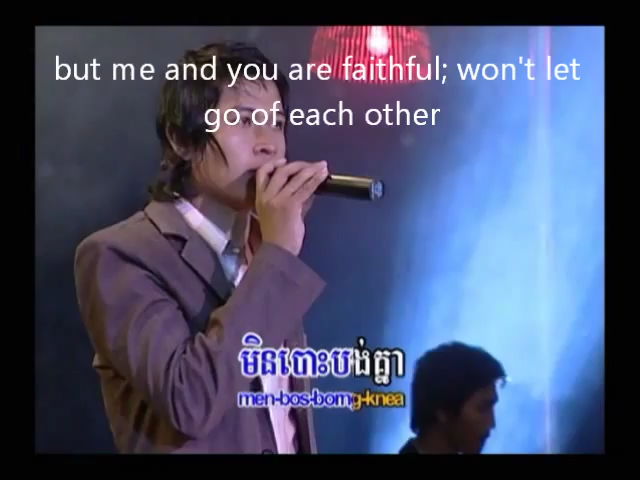 but me and you are faithful; won't let
go of each other
មិនបោះបង់គ្នា
men-bos-bomg-knea